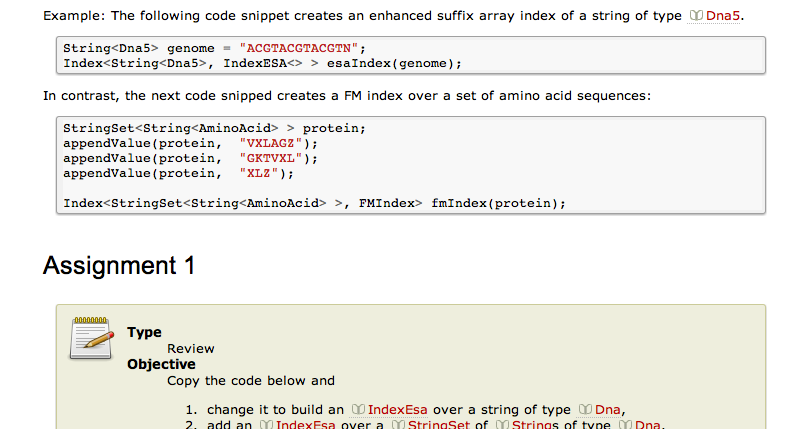 Example: The following code snippet creates an enhanced suffix array index of a string of type Dna5.
String<Dna5> genome = "ACGTACGTACGTN";
Index<String<Dna5>, IndexESA<> > esaIndex(genome);
In contrast, the next code snipped creates a FM index over a set of amino acid sequences:
StringSet<String<AminoAcid> > protein;
appendValue(protein, "VXLAGZ");
appendValue(protein, "GKTVXL");
appendValue(protein, "XLZ");
Index<StringSet<String<AminoAcid> >, FMIndex> fmIndex(protein);
Assignment 1
Type
Review
Objective
Copy the code below and
1. change it to build an IndexEsa over a string of type Dna,
2. add an IndexEsa over a StringSet of Strings of type Dna.